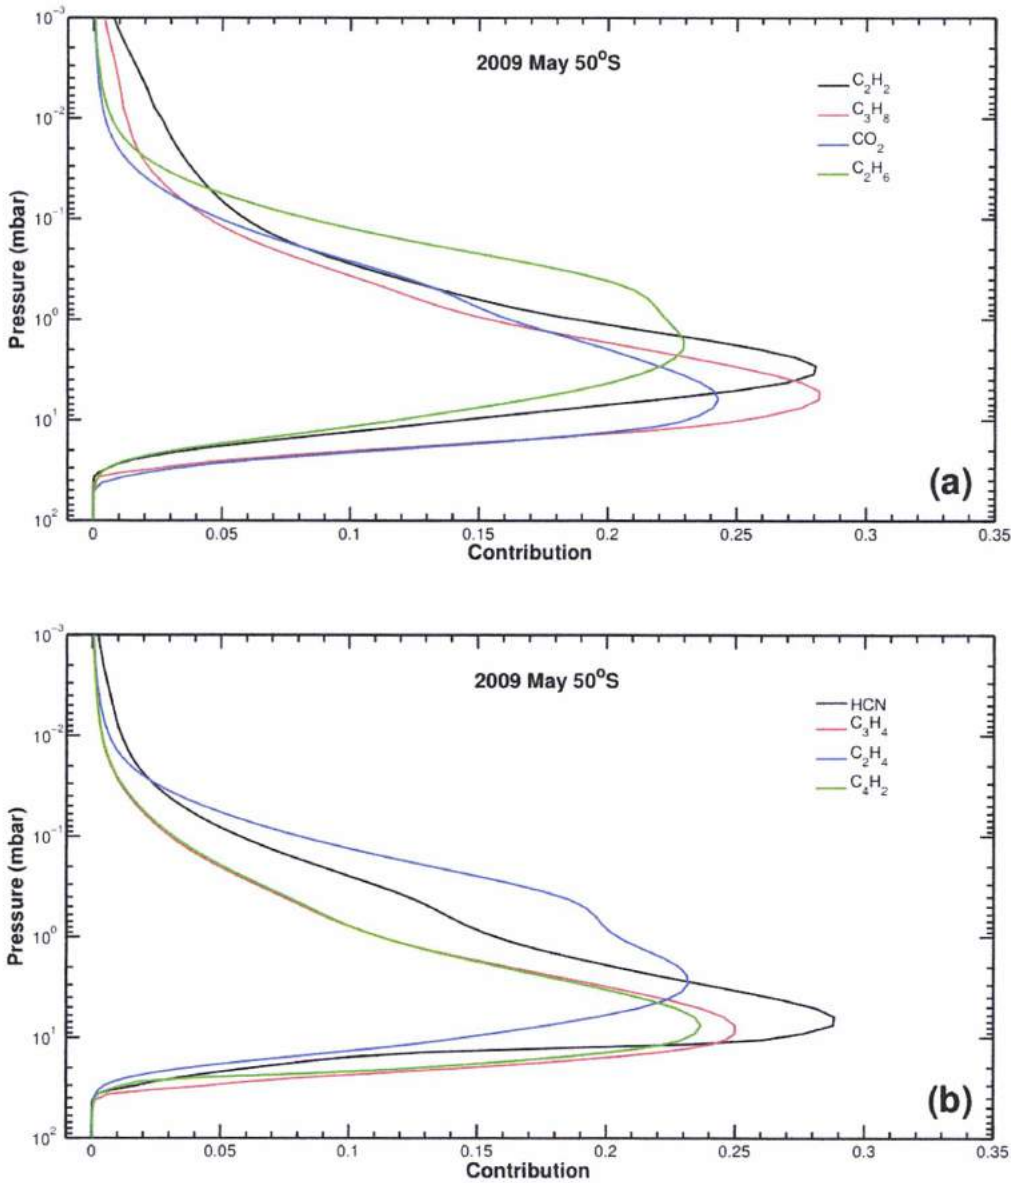 10⁻³
2009 May 50°S
C₂H₂
C₃H₈
CO₂
C₂H₆
10⁻²
10⁻¹
10⁰
10¹
10²
Pressure (mbar)
(a)
0 0.05 0.1 0.15 0.2 0.25 0.3 0.35
Contribution
10⁻³
2009 May 50°S
HCN
C₃H₄
C₂H₄
C₄H₂
10⁻²
10⁻¹
10⁰
10¹
10²
Pressure (mbar)
(b)
0 0.05 0.1 0.15 0.2 0.25 0.3 0.35
Contribution